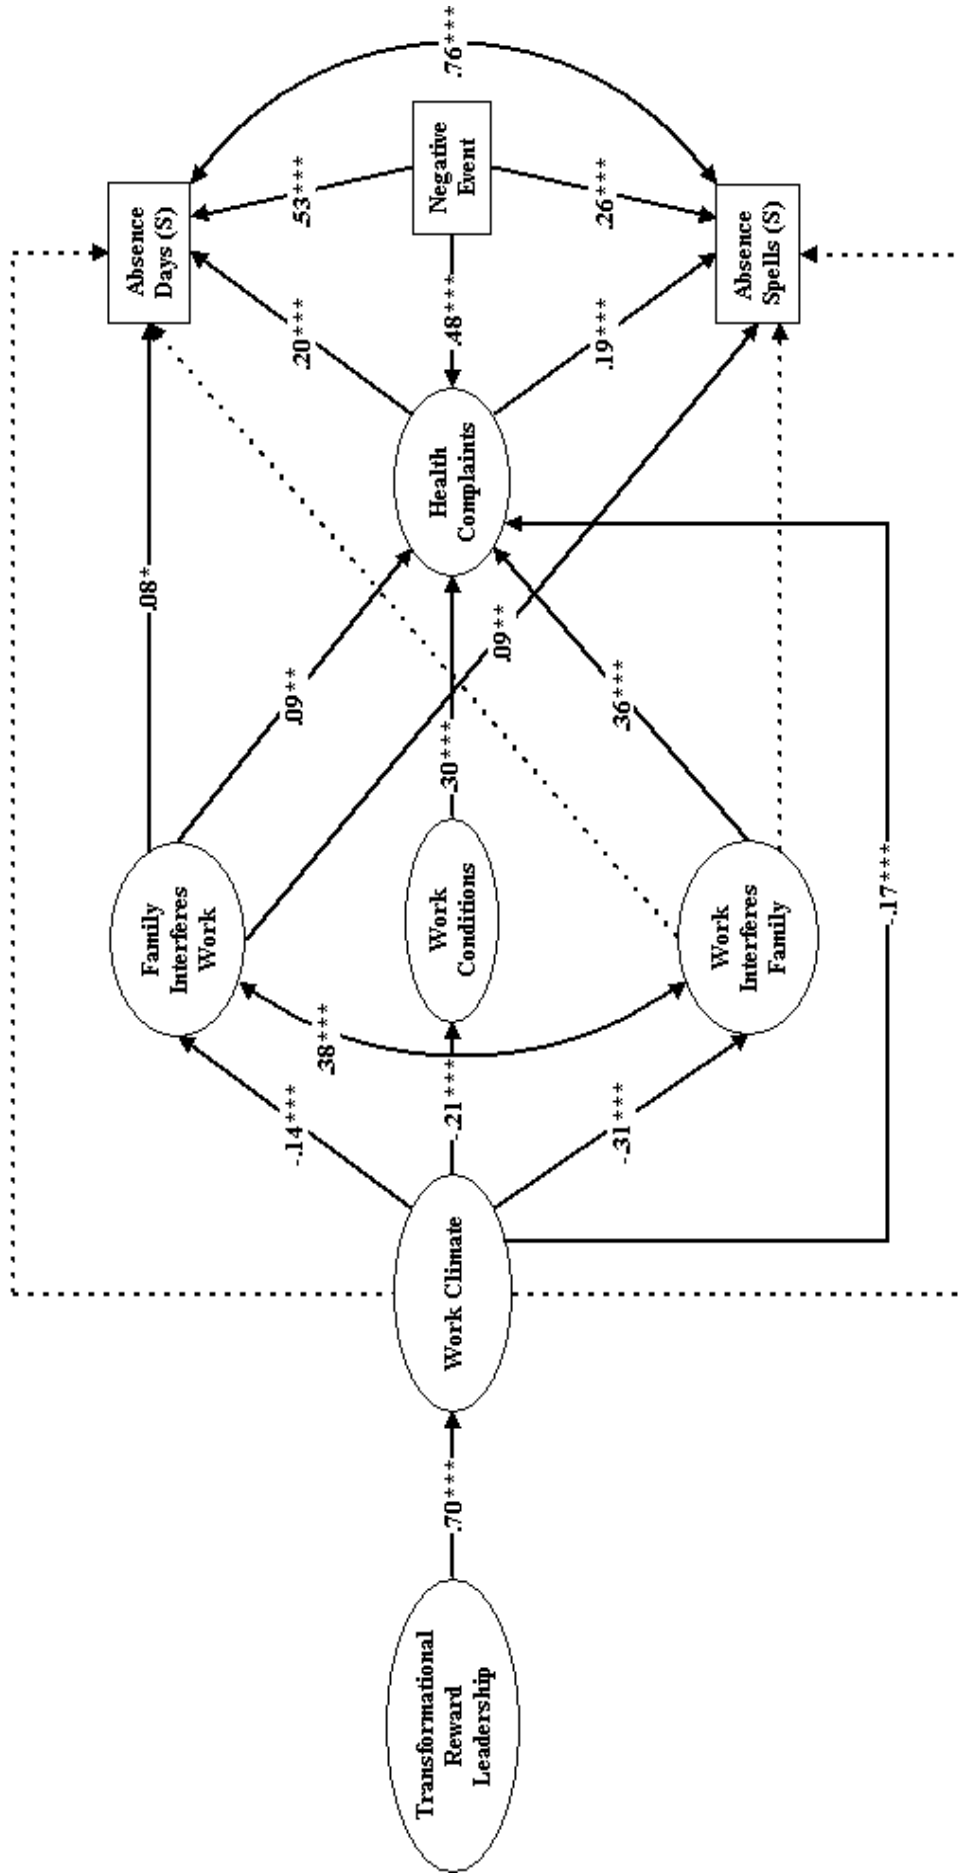 Transformational
Reward
Leadership
.70***
Work Climate
-.14***
-.21***
-.31***
-.17***
Family
Interferes
Work
.38***
Work
Conditions
Work
Interferes
Family
.08*
.09**
.30***
.09**
.36***
Health
Complaints
.20***
.48***
.19***
Absence
Days (S)
.53***
Negative
Event
.26***
Absence
Spells (S)
.76***